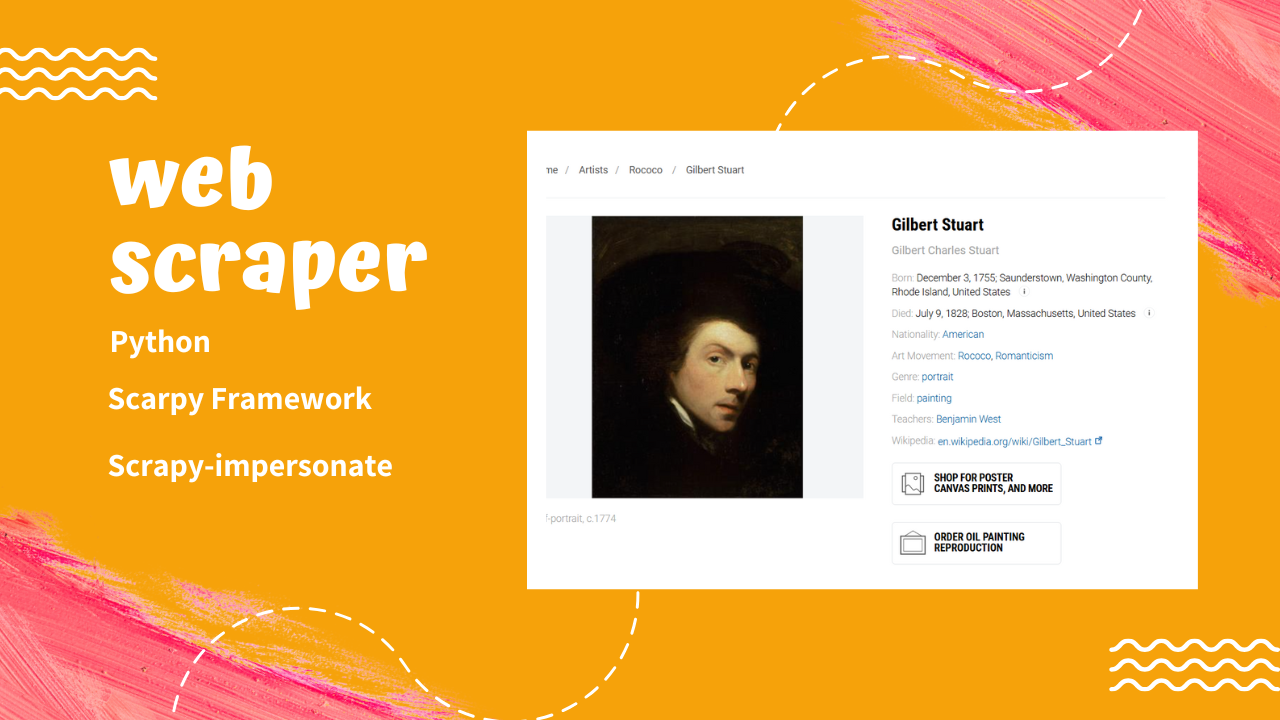 web
scraper
Python
Scarpy Framework
Scrapy-impersonate
me / Artists / Rococo / Gilbert Stuart
Gilbert Stuart
Gilbert Charles Stuart
Born: December 3, 1755; Saunderstown, Washington County,
Rhode Island, United States i
Died: July 9, 1828; Boston, Massachusetts, United States i
Nationality: American
Art Movement: Rococo, Romanticism
Genre: portrait
Field: painting
Teachers: Benjamin West
Wikipedia: en.wikipedia.org/wiki/Gilbert_Stuart
SHOP FOR POSTER
CANVAS PRINTS, AND MORE
ORDER OIL PAINTING
REPRODUCTION
f-portrait, c.1774